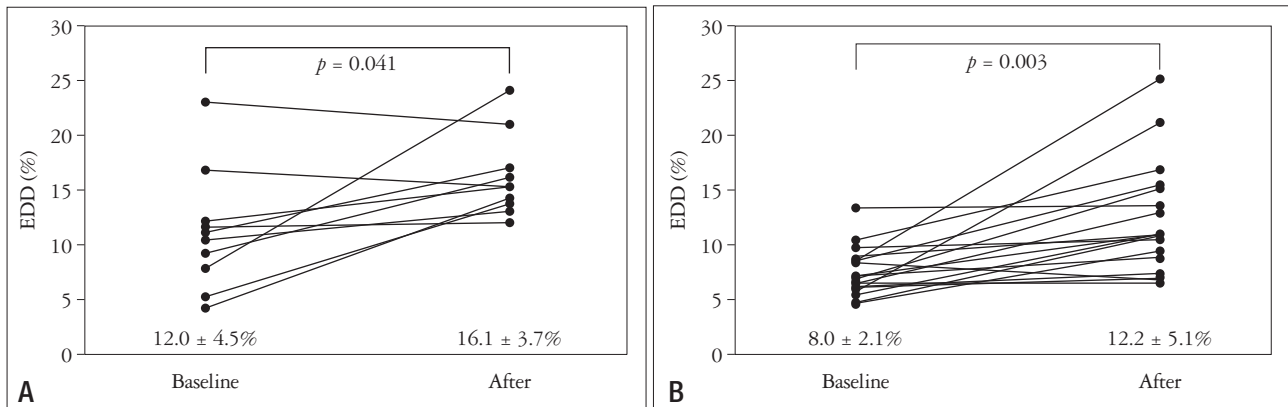 30
25
20
15
10
5
0
EDD (%)
p = 0.041
12.0 ± 4.5%
16.1 ± 3.7%
Baseline
After
A
30
25
20
15
10
5
0
EDD (%)
p = 0.003
8.0 ± 2.1%
12.2 ± 5.1%
Baseline
After
B